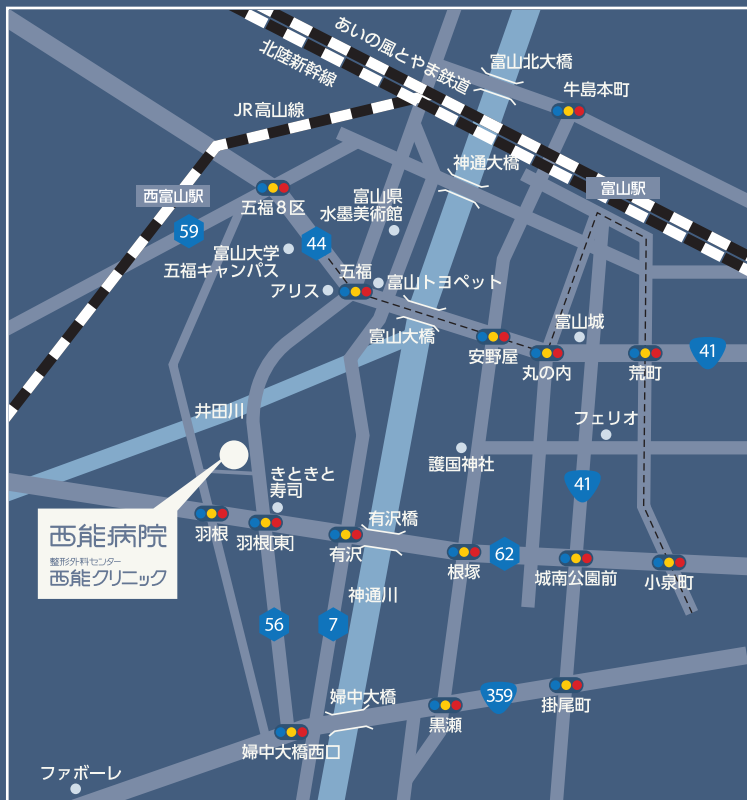 あいの風とやま鉄道
北陸新幹線
富山北大橋
牛島本町
JR高山線
神通大橋
西富山駅
富山駅
五福8区
富山県
水墨美術館
59
44
富山大学
五福キャンパス
五福
アリス
富山トヨペット
富山大橋
富山城
安野屋
丸の内
荒町
41
井田川
フェリオ
護国神社
きときと
寿司
41
羽根
羽根[東]
有沢橋
有沢
西能病院
整形外科センター
西能クリニック
根塚
62
城南公園前
小泉町
神通川
56
7
婦中大橋
359
掛尾町
黒瀬
婦中大橋西口
ファボーレ